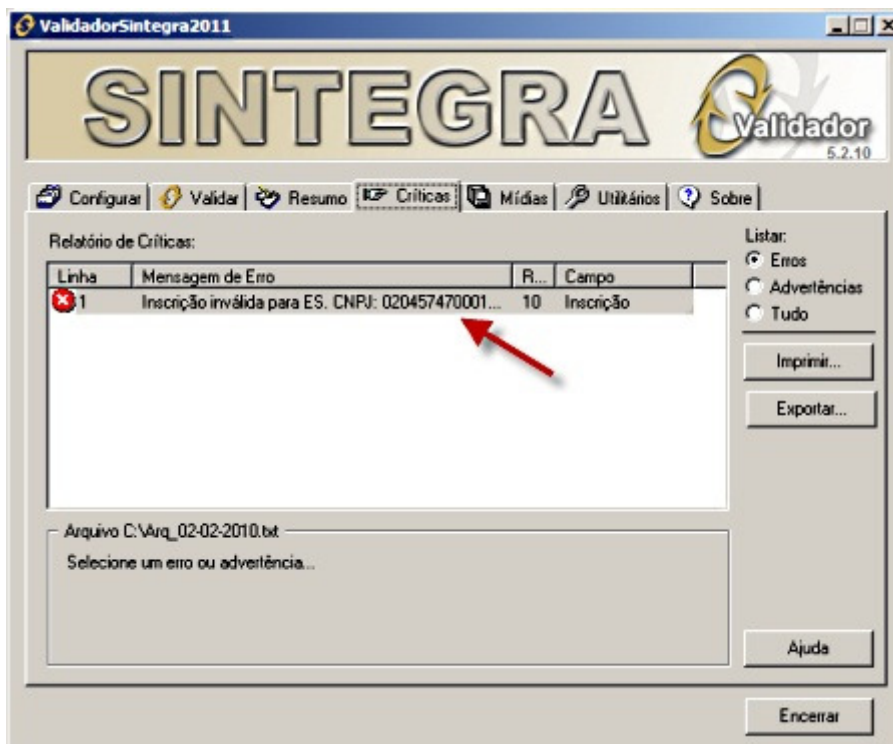 ValidadorSintegra2011
SINTEGRA
Validador
5.2.10
Configurar Validar Resumo Críticas Mídias Utilitários Sobre
Relatório de Críticas:
Listar:
Erros
Advertências
Tudo
Linha Mensagem de Erro R... Campo
1 Inscrição inválida para ES. CNPJ: 020457470001... 10 Inscrição
Imprimir...
Exportar...
Arquivo C:\Arq_02-02-2010.txt
Selecione um erro ou advertência...
Ajuda
Encerrar